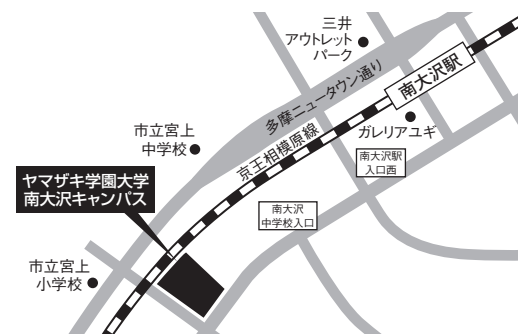 三井
アウトレット
パーク
南大沢駅
多摩ニュータウン通り
京王相模原線
ガレリアユギ
市立宮上
中学校
南大沢駅
入口西
ヤマザキ学園大学
南大沢キャンパス
南大沢
中学校入口
市立宮上
小学校